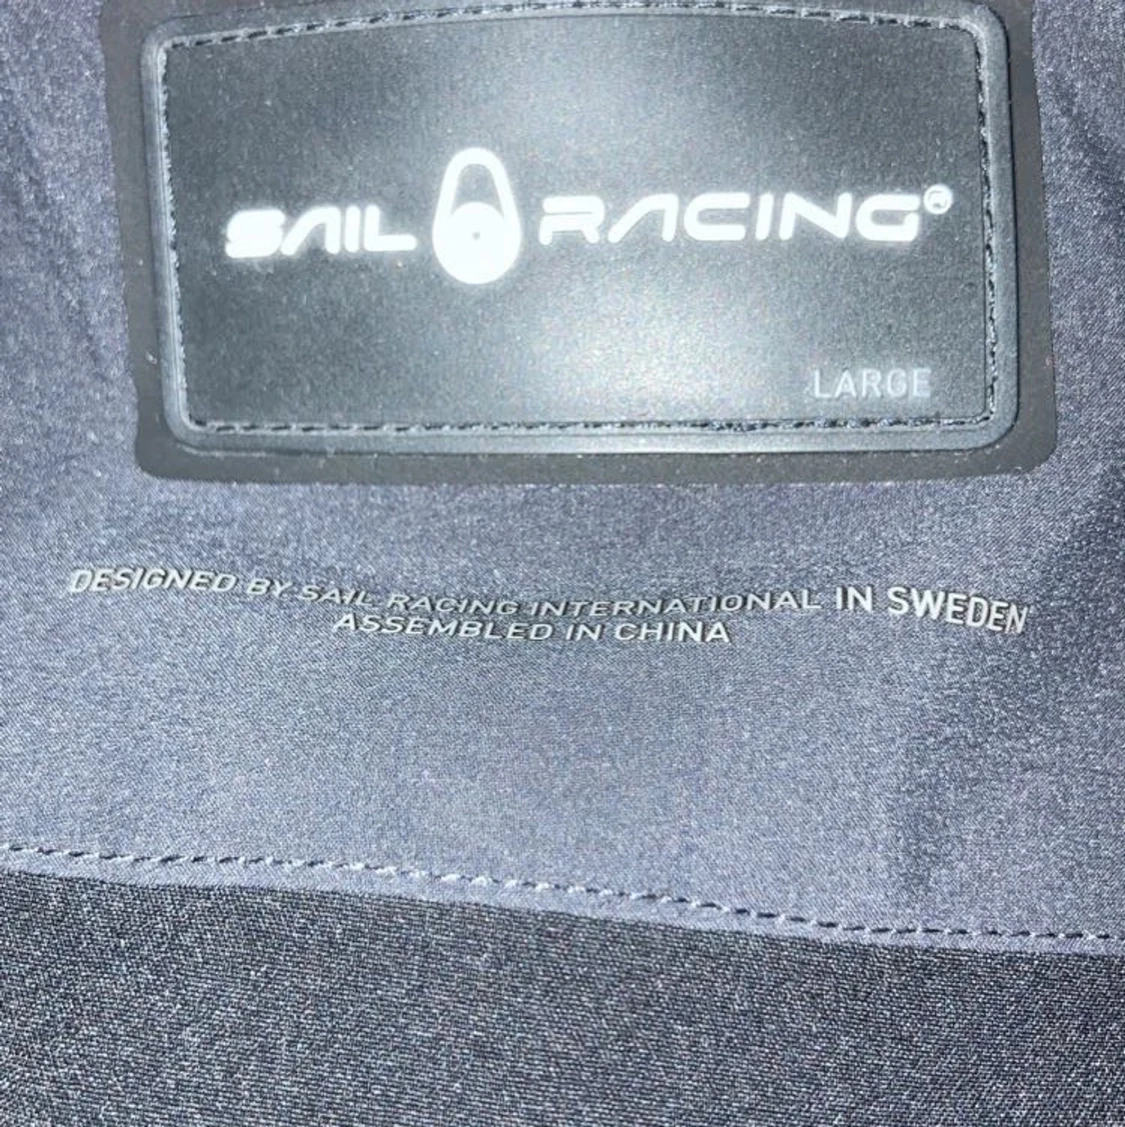 SAIL RACING®
LARGE
DESIGNED BY SAIL RACING INTERNATIONAL IN SWEDEN
ASSEMBLED IN CHINA